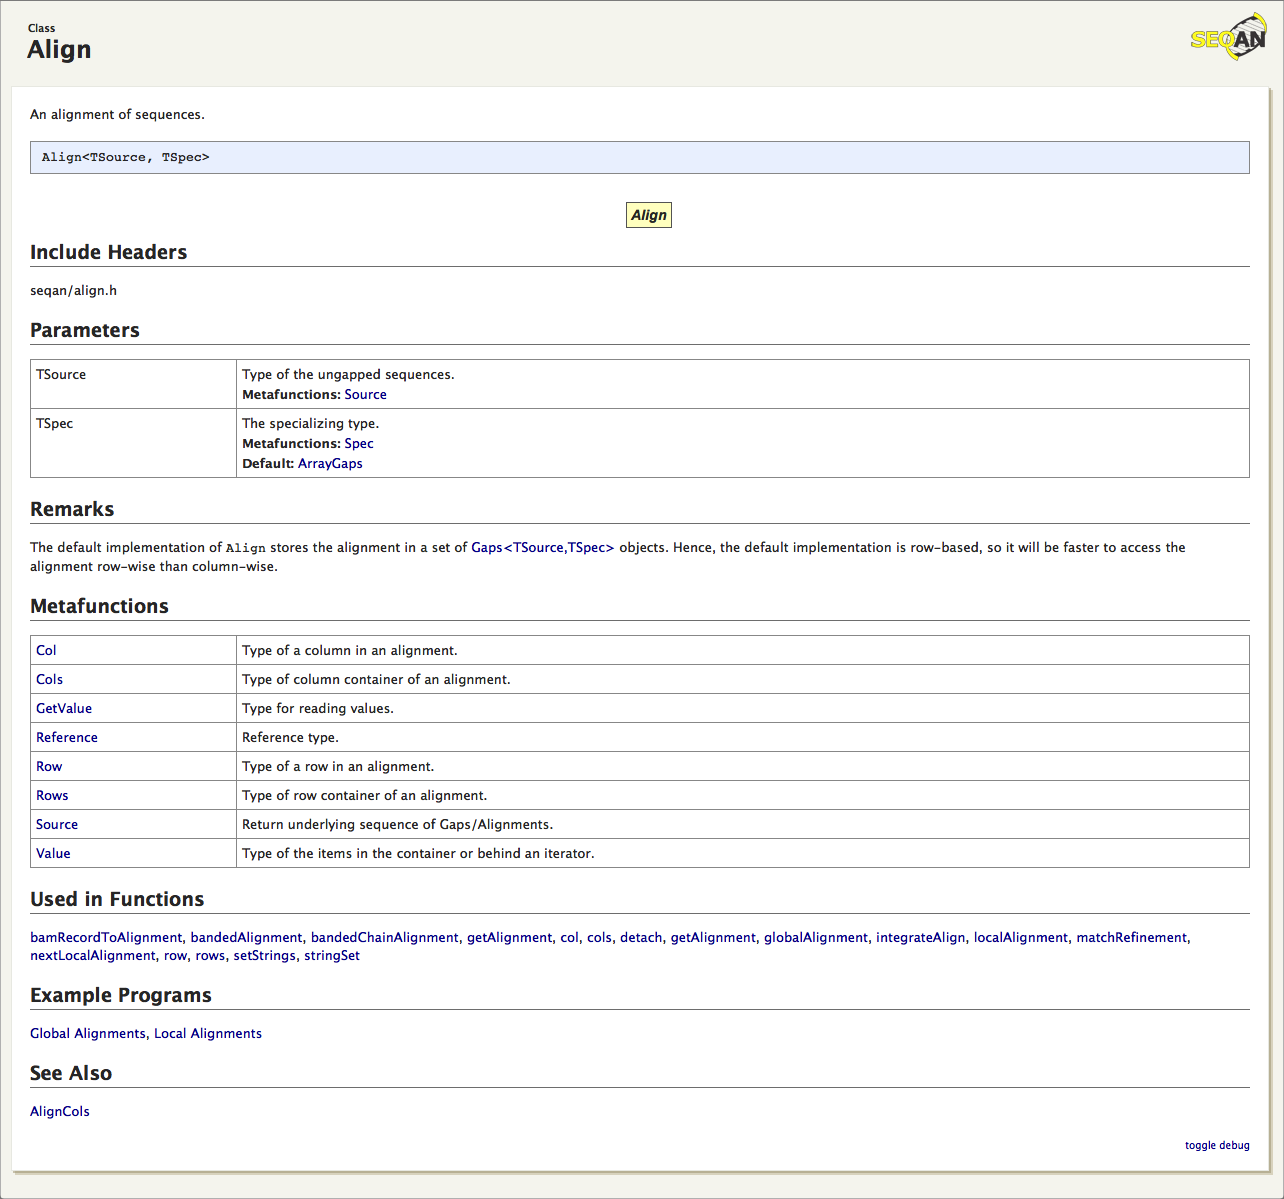 Class
Align
SEQAN
An alignment of sequences.
Align<TSource, TSpec>
Align
Include Headers
seqan/align.h
Parameters
TSource
Type of the ungapped sequences.
Metafunctions: Source
TSpec
The specializing type.
Metafunctions: Spec
Default: ArrayGaps
Remarks
The default implementation of Align stores the alignment in a set of Gaps<TSource,TSpec> objects. Hence, the default implementation is row-based, so it will be faster to access the
alignment row-wise than column-wise.
Metafunctions
Col Type of a column in an alignment.
Cols Type of column container of an alignment.
GetValue Type for reading values.
Reference Reference type.
Row Type of a row in an alignment.
Rows Type of row container of an alignment.
Source Return underlying sequence of Gaps/Alignments.
Value Type of the items in the container or behind an iterator.
Used in Functions
bamRecordToAlignment, bandedAlignment, bandedChainAlignment, getAlignment, col, cols, detach, getAlignment, globalAlignment, integrateAlign, localAlignment, matchRefinement,
nextLocalAlignment, row, rows, setStrings, stringSet
Example Programs
Global Alignments, Local Alignments
See Also
AlignCols
toggle debug